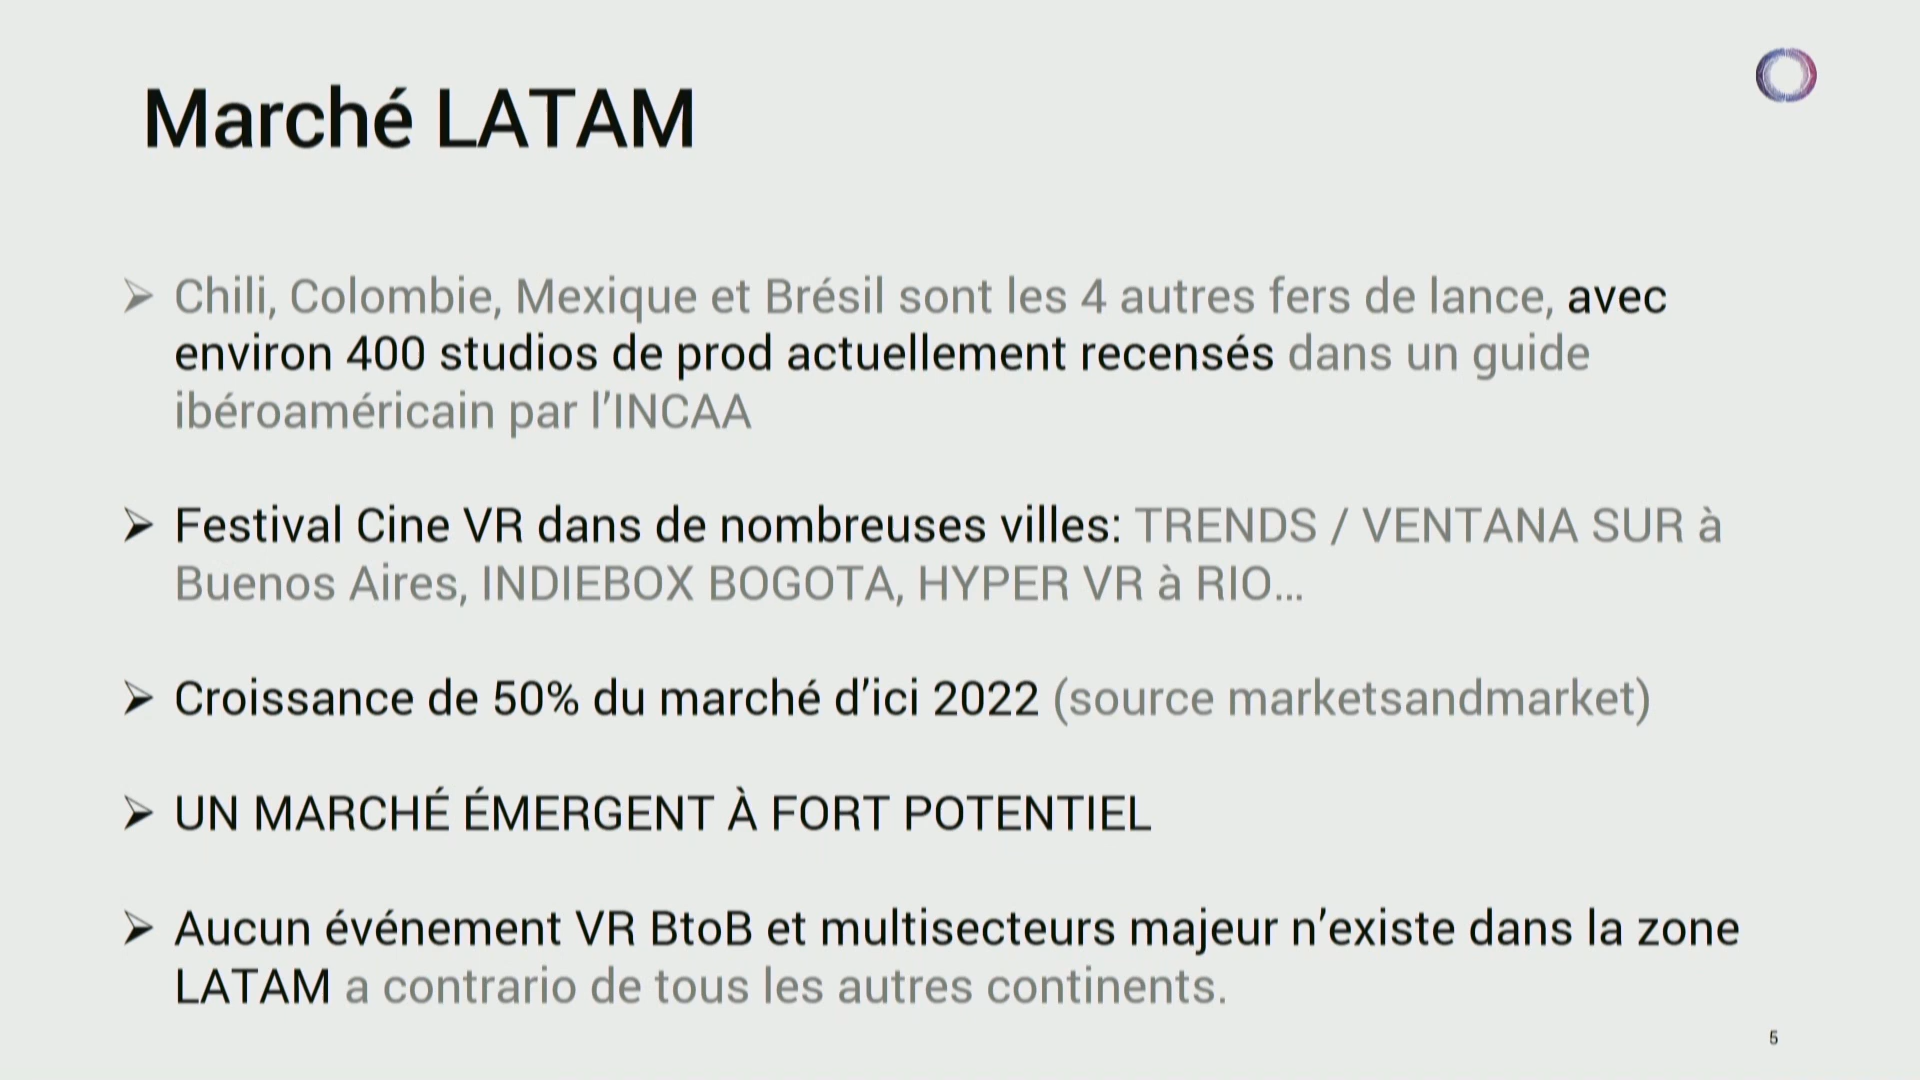 Marché LATAM
➢ Chili, Colombie, Mexique et Brésil sont les 4 autres fers de lance, avec
environ 400 studios de prod actuellement recensés dans un guide
ibéroaméricain par l’INCAA
➢ Festival Cine VR dans de nombreuses villes: TRENDS / VENTANA SUR à
Buenos Aires, INDIEBOX BOGOTA, HYPER VR à RIO…
➢ Croissance de 50% du marché d’ici 2022 (source marketsandmarket)
➢ UN MARCHÉ ÉMERGENT À FORT POTENTIEL
➢ Aucun événement VR BtoB et multisecteurs majeur n’existe dans la zone
LATAM a contrario de tous les autres continents.
5